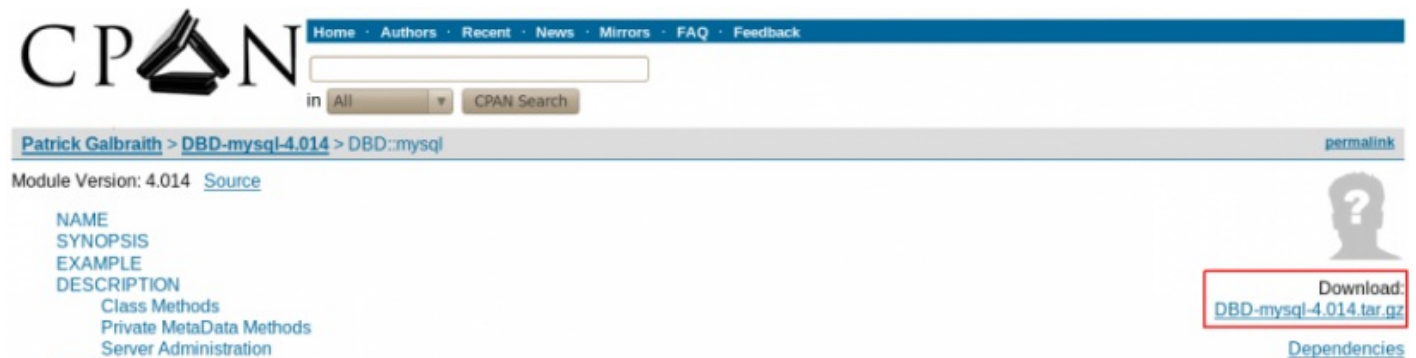 CPAN
Home · Authors · Recent · News · Mirrors · FAQ · Feedback
in All CPAN Search
Patrick Galbraith > DBD-mysql-4.014 > DBD::mysql
permalink
Module Version: 4.014 Source
NAME
SYNOPSIS
EXAMPLE
DESCRIPTION
Class Methods
Private MetaData Methods
Server Administration
?
Download:
DBD-mysql-4.014.tar.gz
Dependencies